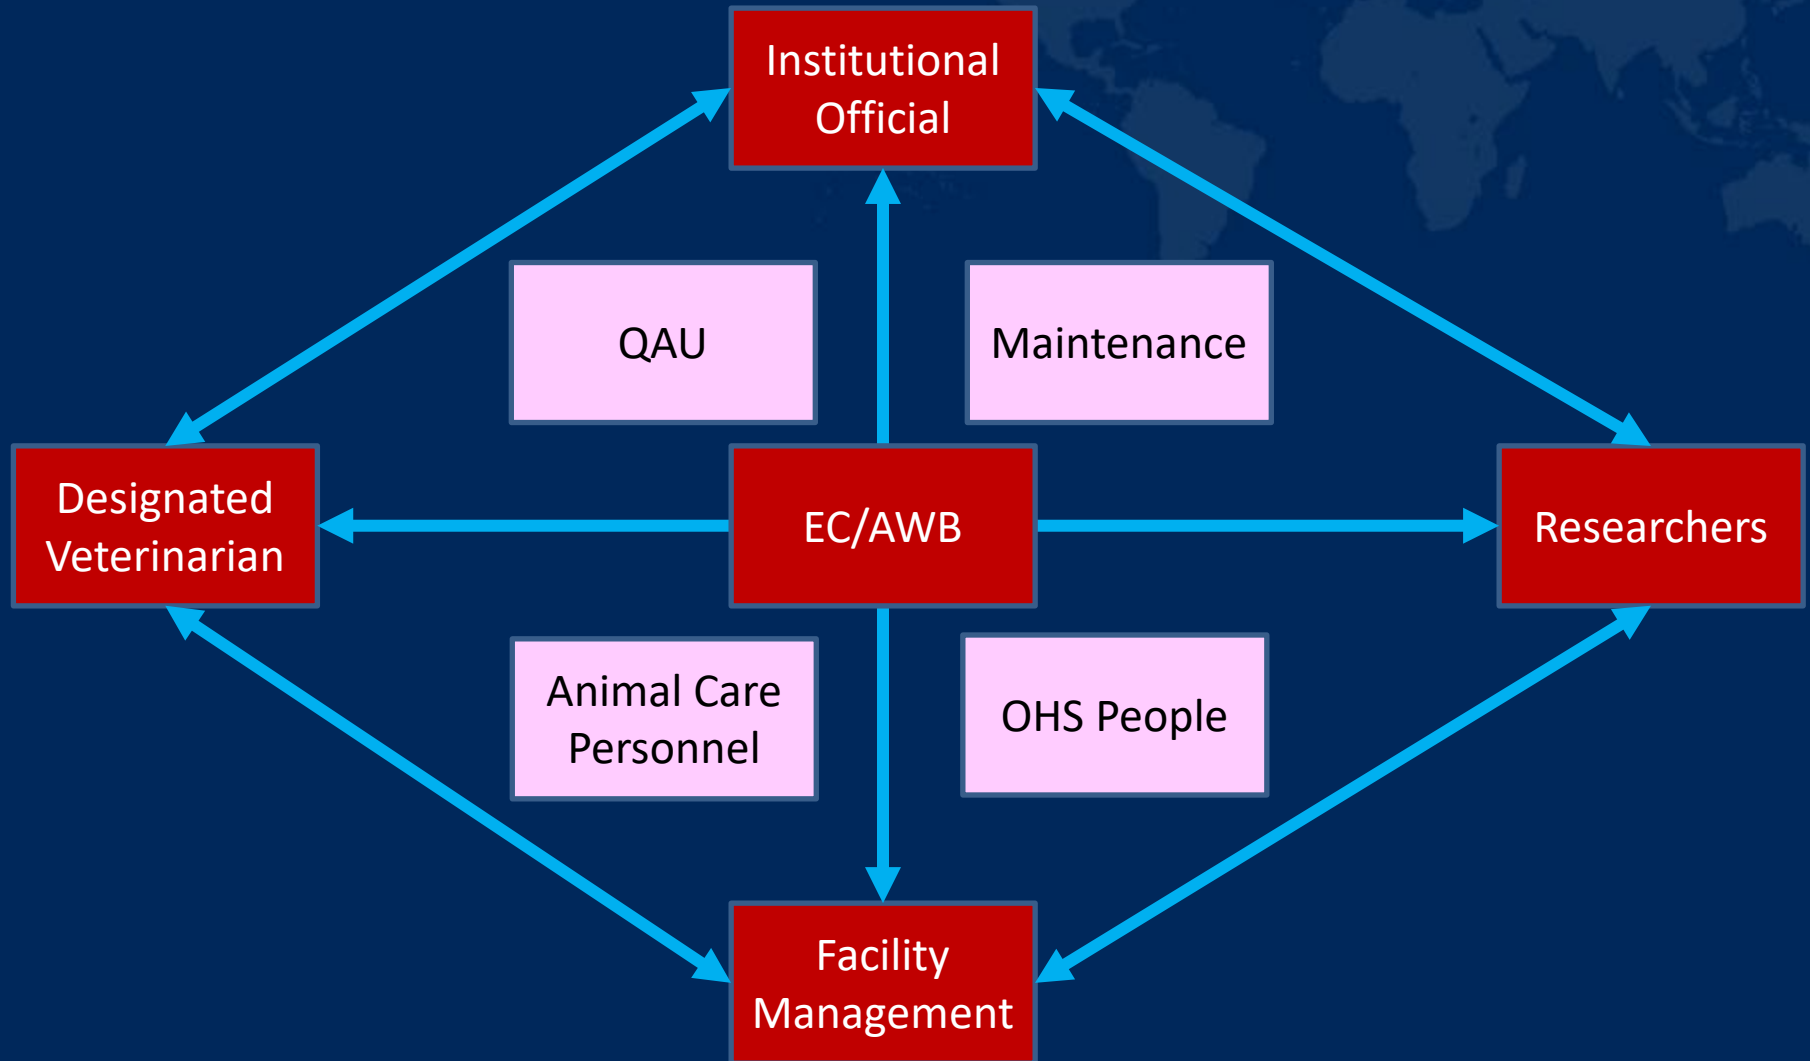 Institutional
Official
QAU
Maintenance
Designated
Veterinarian
EC/AWB
Researchers
Animal Care
Personnel
OHS People
Facility
Management